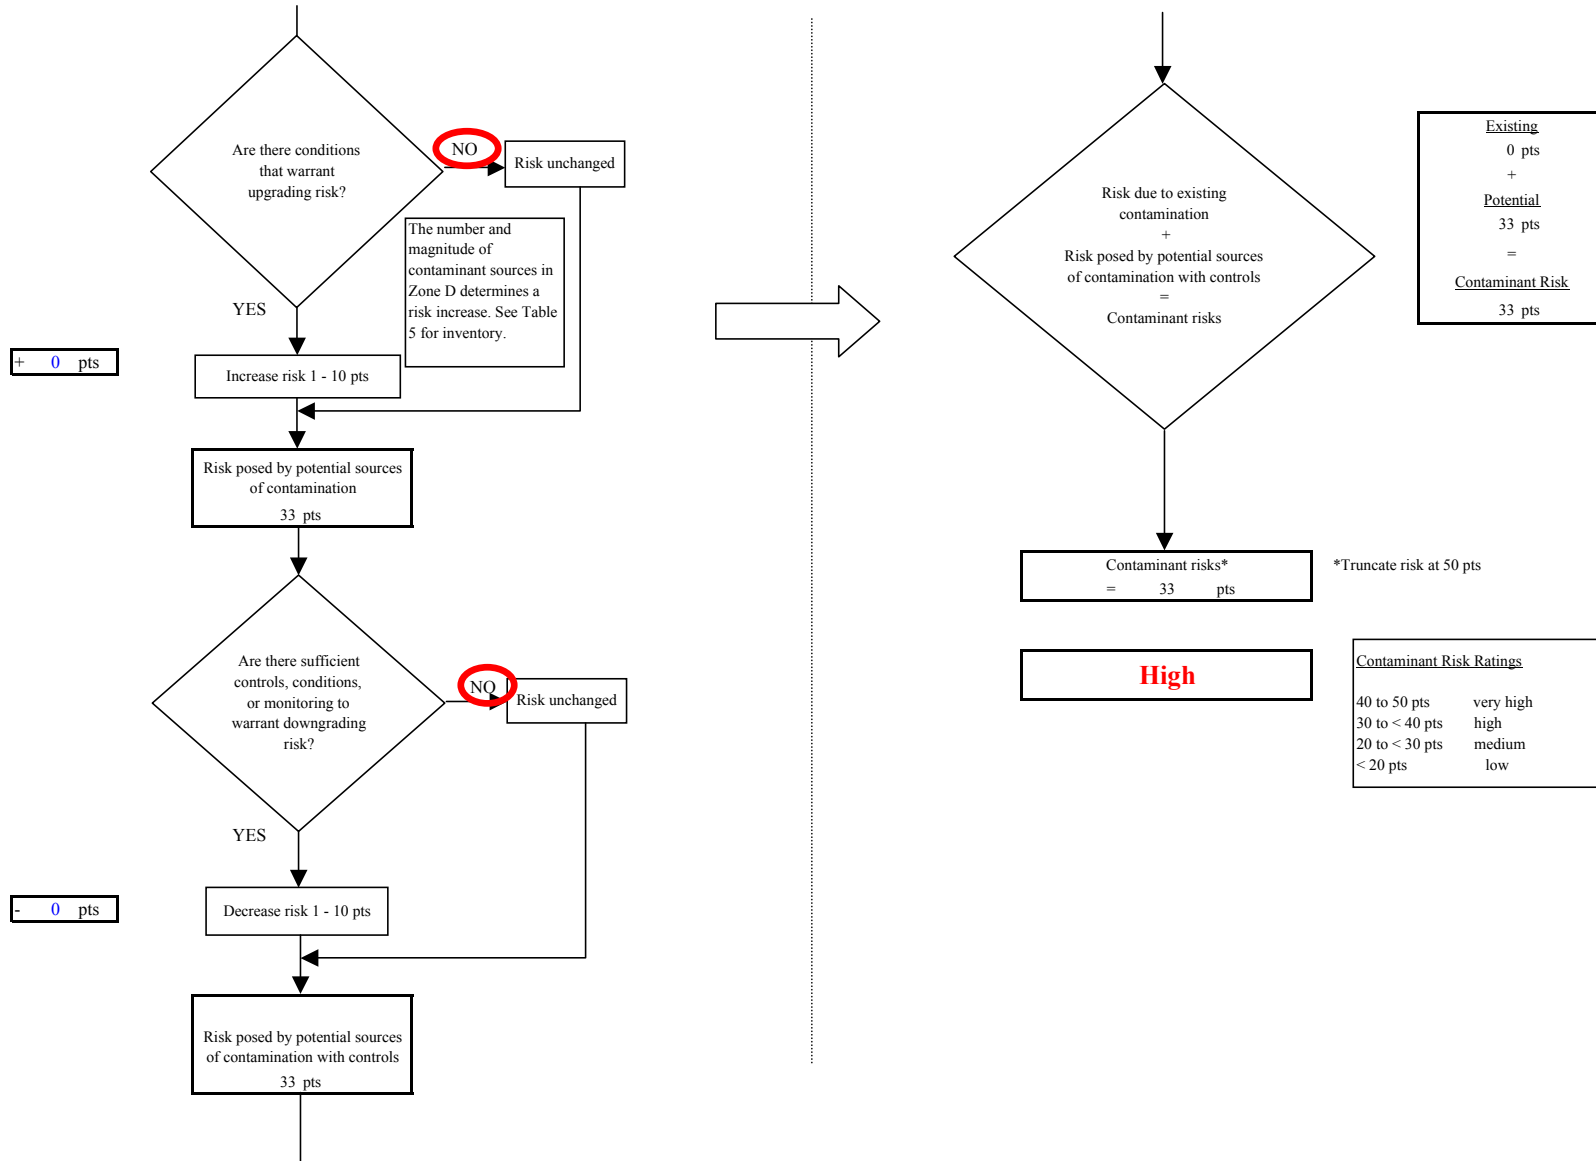 Are there conditions
that warrant
upgrading risk?
NO
Risk unchanged
The number and
magnitude of
contaminant sources in
Zone D determines a
risk increase. See Table
5 for inventory.
YES
+ 0 pts
Increase risk 1 - 10 pts
Risk posed by potential sources
of contamination
33 pts
Are there sufficient
controls, conditions,
or monitoring to
warrant downgrading
risk?
NO
Risk unchanged
YES
- 0 pts
Decrease risk 1 - 10 pts
Risk posed by potential sources
of contamination with controls
33 pts
Risk due to existing
contamination
+
Risk posed by potential sources
of contamination with controls
=
Contaminant risks
Existing
0 pts
+
Potential
33 pts
=
Contaminant Risk
33 pts
Contaminant risks*
= 33 pts
*Truncate risk at 50 pts
High
Contaminant Risk Ratings
40 to 50 pts very high
30 to < 40 pts high
20 to < 30 pts medium
< 20 pts low